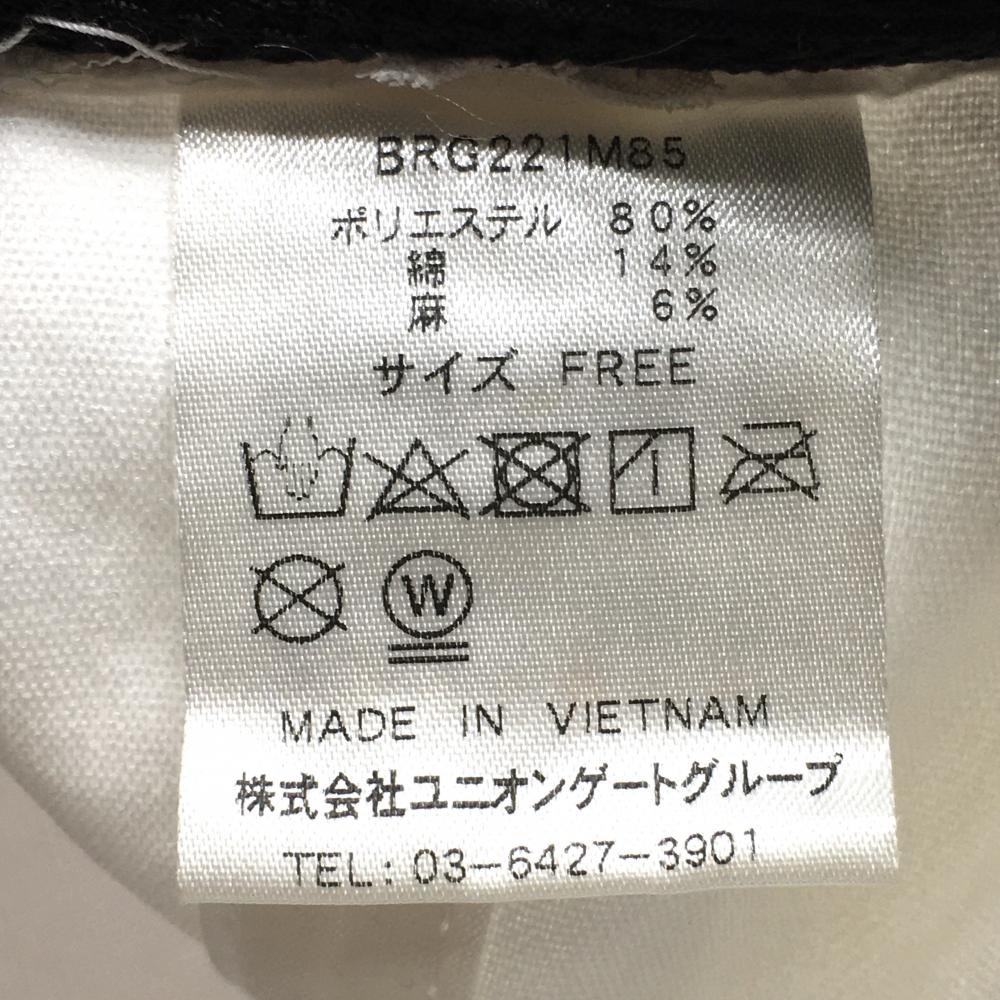 BRG221M85
ポリエステル 80%
綿 14%
麻 6%
サイズ FREE
W
MADE IN VIETNAM
株式会社ユニオンゲートグループ
TEL: 03-6427-3901